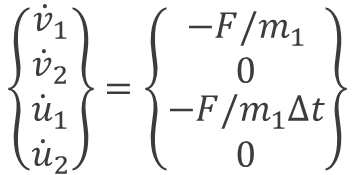 {v̇₁ v̇₂ u̇₁ u̇₂} = {−F/m₁ 0 −F/m₁Δt 0}